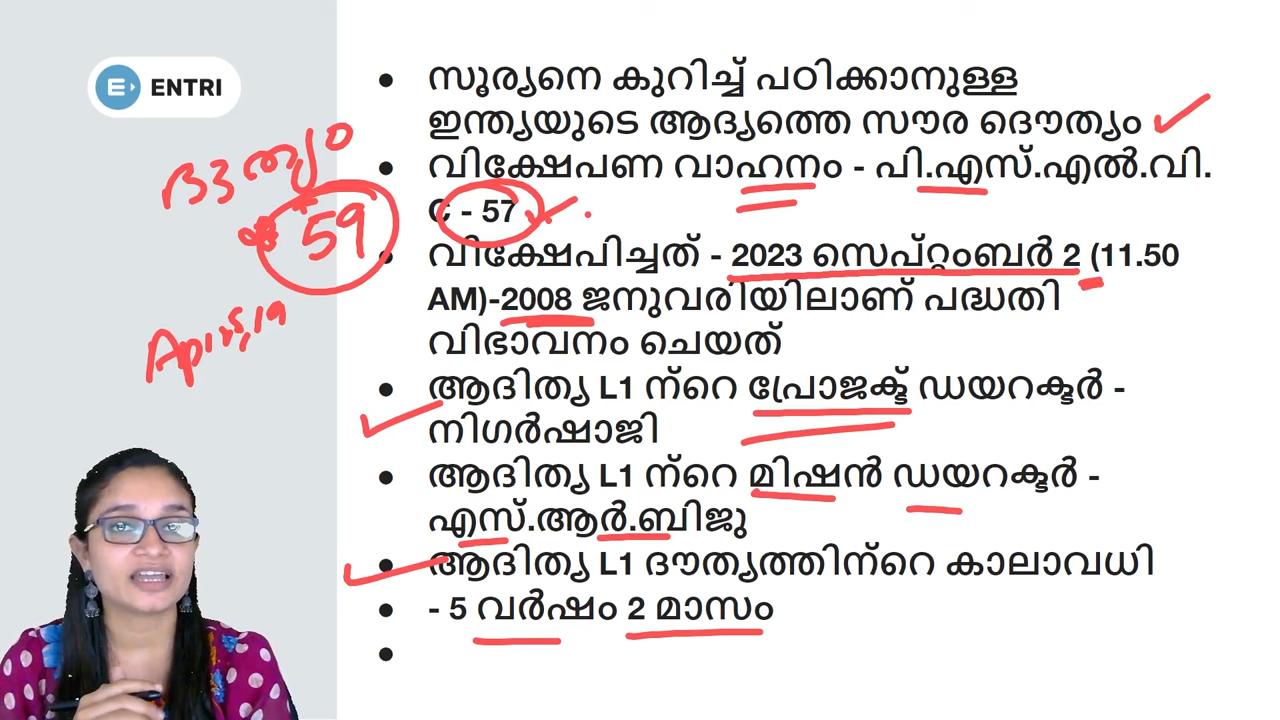 ENTRI
സൂര്യനെ കുറിച്ച് പഠിക്കാനുള്ള
ഇന്ത്യയുടെ ആദ്യത്തെ സൗര ദൌത്യം
വിക്ഷേപണ വാഹനം - പി.എസ്.എൽ.വി.
C - 57
വിക്ഷേപിച്ചത് - 2023 സെപ്റ്റംബർ 2 (11.50
AM)-2008 ജനുവരിയിലാണ് പദ്ധതി
വിഭാവനം ചെയത്
ആദിത്യ L1 ന്റെ പ്രോജക്ട് ഡയറക്ടർ -
നിഗർഷാജി
ആദിത്യ L1 ന്റെ മിഷൻ ഡയറക്ടർ -
എസ്.ആർ.ബിജു
ആദിത്യ L1 ദൗത്യത്തിന്റെ കാലാവധി
- 5 വർഷം 2 മാസം
59